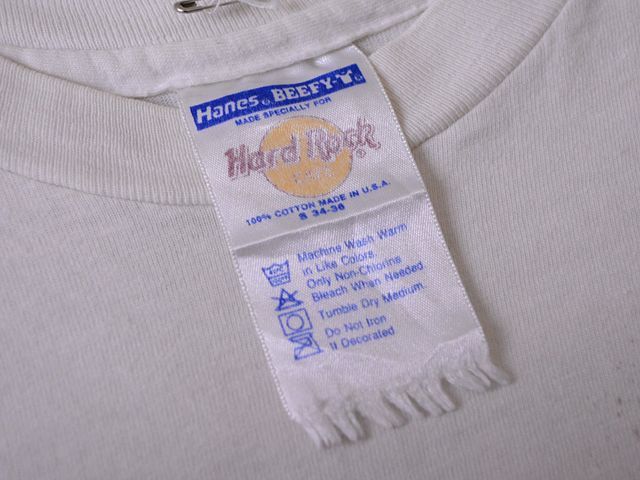 Hanes® BEEFY-T
MADE SPECIALLY FOR
Hard Rock®
CAFE
100% COTTON MADE IN U.S.A.
S 34-36
Machine Wash Warm
in Like Colors.
Only Non-Chlorine
Bleach When Needed.
Tumble Dry Medium.
Do Not Iron
If Decorated